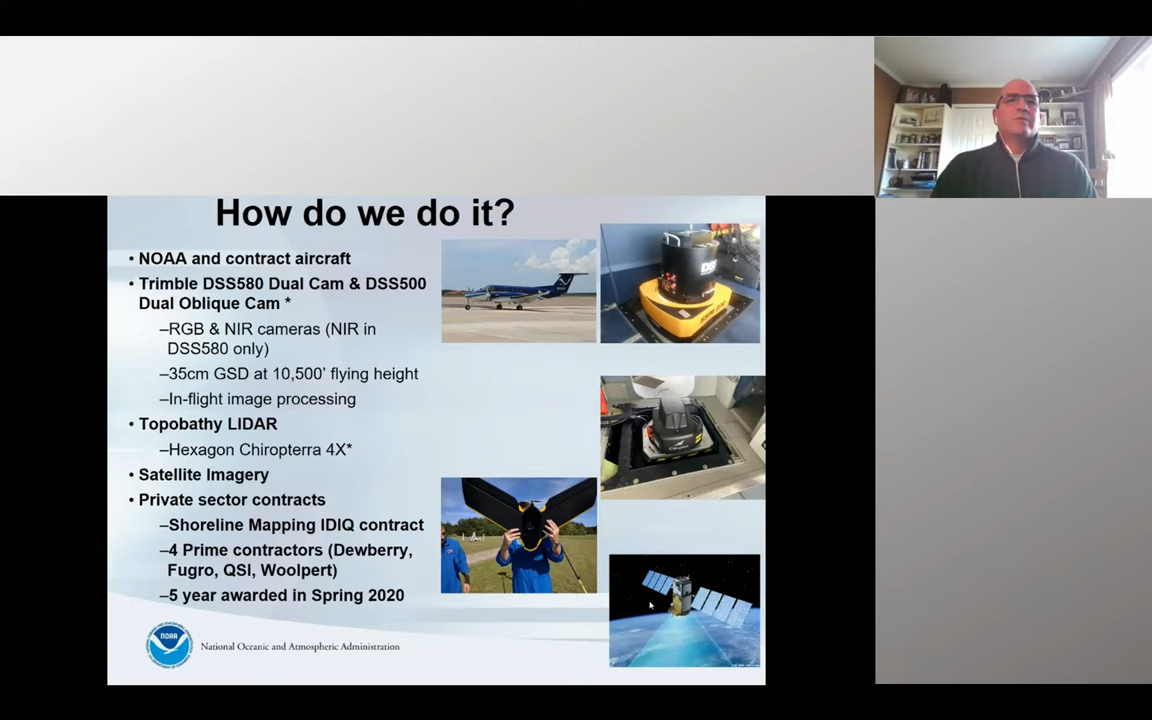 How do we do it?
• NOAA and contract aircraft
• Trimble DSS580 Dual Cam & DSS500
Dual Oblique Cam *
–RGB & NIR cameras (NIR in
DSS580 only)
–35cm GSD at 10,500’ flying height
–In-flight image processing
• Topobathy LIDAR
–Hexagon Chiropterra 4X*
• Satellite Imagery
• Private sector contracts
–Shoreline Mapping IDIQ contract
–4 Prime contractors (Dewberry,
Fugro, QSI, Woolpert)
–5 year awarded in Spring 2020
NOAA
National Oceanic and Atmospheric Administration